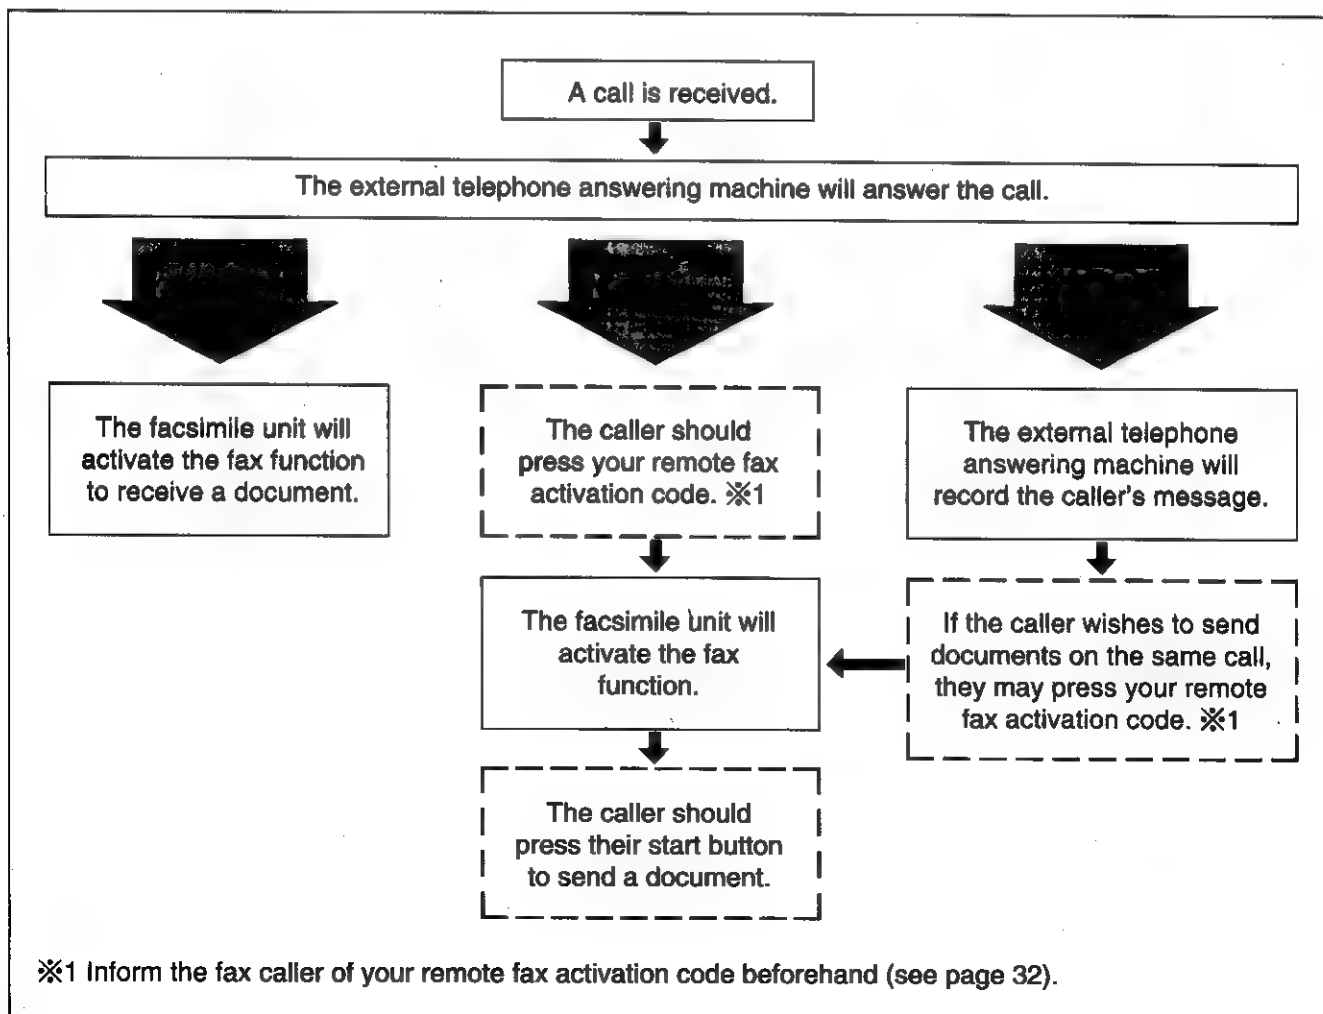 A call is received.
The external telephone answering machine will answer the call.
The facsimile unit will
activate the fax function
to receive a document.
The caller should
press your remote fax
activation code. ※1
The external telephone
answering machine will
record the caller's message.
The facsimile unit will
activate the fax
function.
If the caller wishes to send
documents on the same call,
they may press your remote
fax activation code. ※1
The caller should
press their start button
to send a document.
※1 Inform the fax caller of your remote fax activation code beforehand (see page 32).